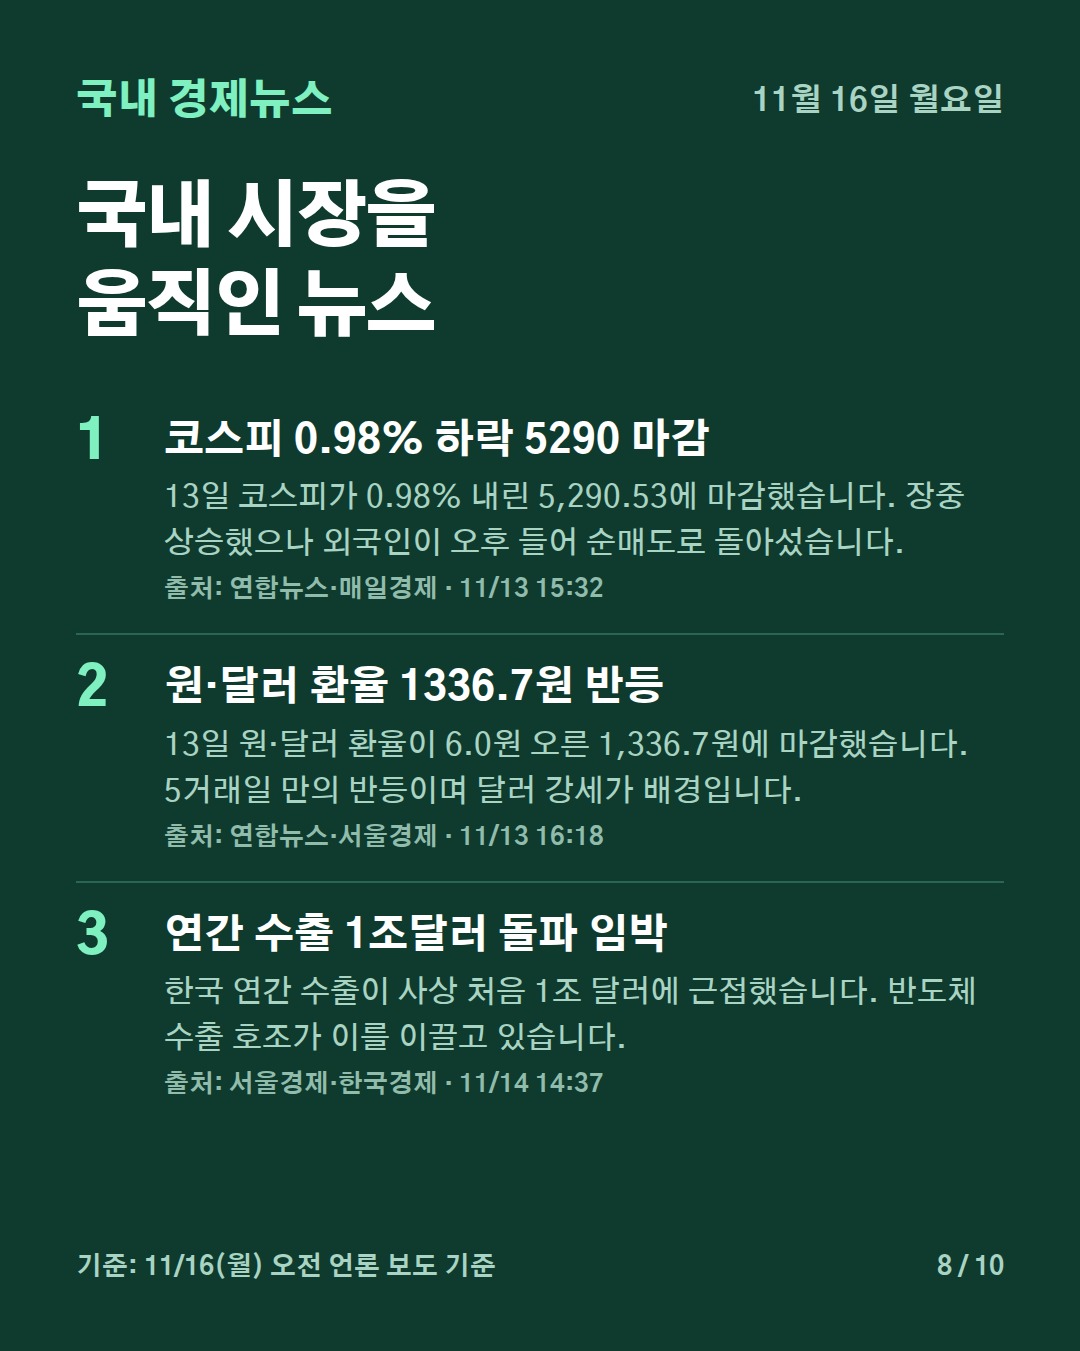 국내 경제뉴스
11월 16일 월요일
국내 시장을
움직인 뉴스
1
코스피 0.98% 하락 5290 마감
13일 코스피가 0.98% 내린 5,290.53에 마감했습니다. 장중
상승했으나 외국인이 오후 들어 순매도로 돌아섰습니다.
출처: 연합뉴스·매일경제 · 11/13 15:32
2
원·달러 환율 1336.7원 반등
13일 원·달러 환율이 6.0원 오른 1,336.7원에 마감했습니다.
5거래일 만의 반등이며 달러 강세가 배경입니다.
출처: 연합뉴스·서울경제 · 11/13 16:18
3
연간 수출 1조달러 돌파 임박
한국 연간 수출이 사상 처음 1조 달러에 근접했습니다. 반도체
수출 호조가 이를 이끌고 있습니다.
출처: 서울경제·한국경제 · 11/14 14:37
기준: 11/16(월) 오전 언론 보도 기준
8 / 10